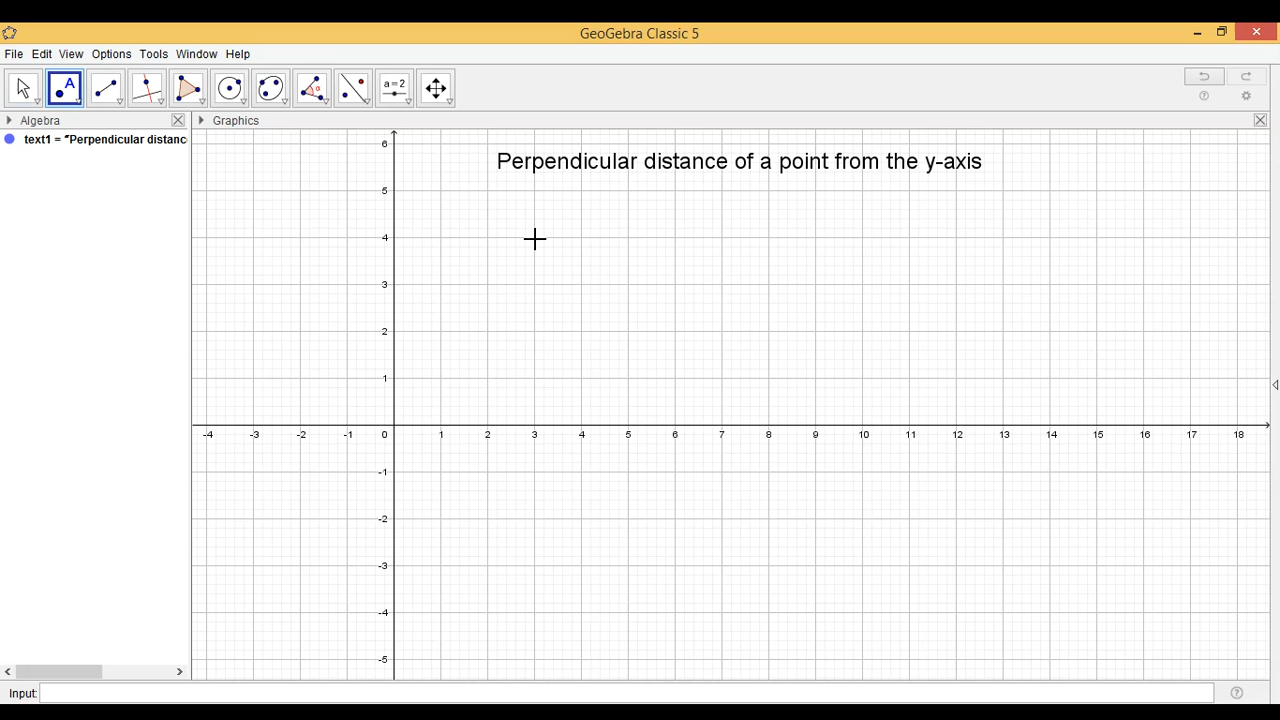 GeoGebra Classic 5
File Edit View Options Tools Window Help
A
α
a=2
Algebra
Graphics
text1 = "Perpendicular distanc
Perpendicular distance of a point from the y-axis
6
5
4
3
2
1
-4 -3 -2 -1 0 1 2 3 4 5 6 7 8 9 10 11 12 13 14 15 16 17 18
-1
-2
-3
-4
-5
Input: